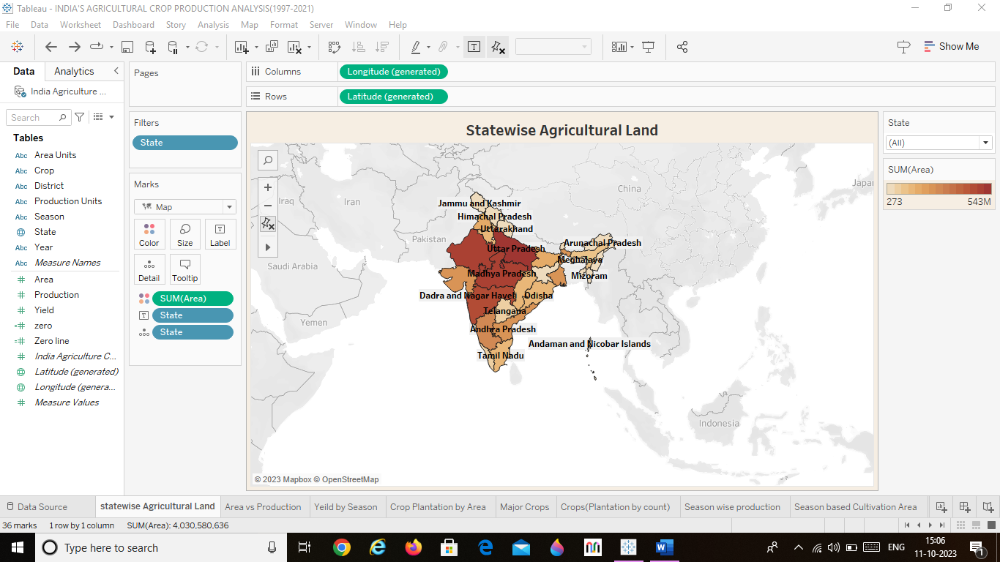 Tableau - INDIA'S AGRICULTURAL CROP PRODUCTION ANALYSIS(1997-2021)
File Data Worksheet Dashboard Story Analysis Map Format Server Window Help
Show Me
Data Analytics
India Agriculture ...
Search
Tables
Abc Area Units
Abc Crop
Abc District
Abc Production Units
Abc Season
State
Abc Year
Abc Measure Names
Area
Production
Yield
zero
Zero line
India Agriculture C...
Latitude (generated)
Longitude (genera...
Measure Values
Pages
Filters
State
Marks
Map
Color Size Label
Detail Tooltip
SUM(Area)
State
State
Columns Longitude (generated)
Rows Latitude (generated)
Statewise Agricultural Land
China
Iraq
Iran
Jammu and Kashmir
Himachal Pradesh
Uttarakhand
Pakistan
Arunachal Pradesh
Uttar Pradesh
Meghalaya
Saudi Arabia
Madhya Pradesh
Mizoram
Dadra and Nagar Haveli
Odisha
Telangana
Yemen
Andhra Pradesh
Andaman and Nicobar Islands
Tamil Nadu
Indonesia
© 2023 Mapbox © OpenStreetMap
State
(All)
SUM(Area)
273 543M
Data Source statewise Agricultural Land Area vs Production Yeild by Season Crop Plantation by Area Major Crops Crops(Plantation by count) Season wise production Season based Cultivation Area
36 marks 1 row by 1 column SUM(Area): 4,030,580,636
Type here to search
ENG
15:06
11-10-2023
1